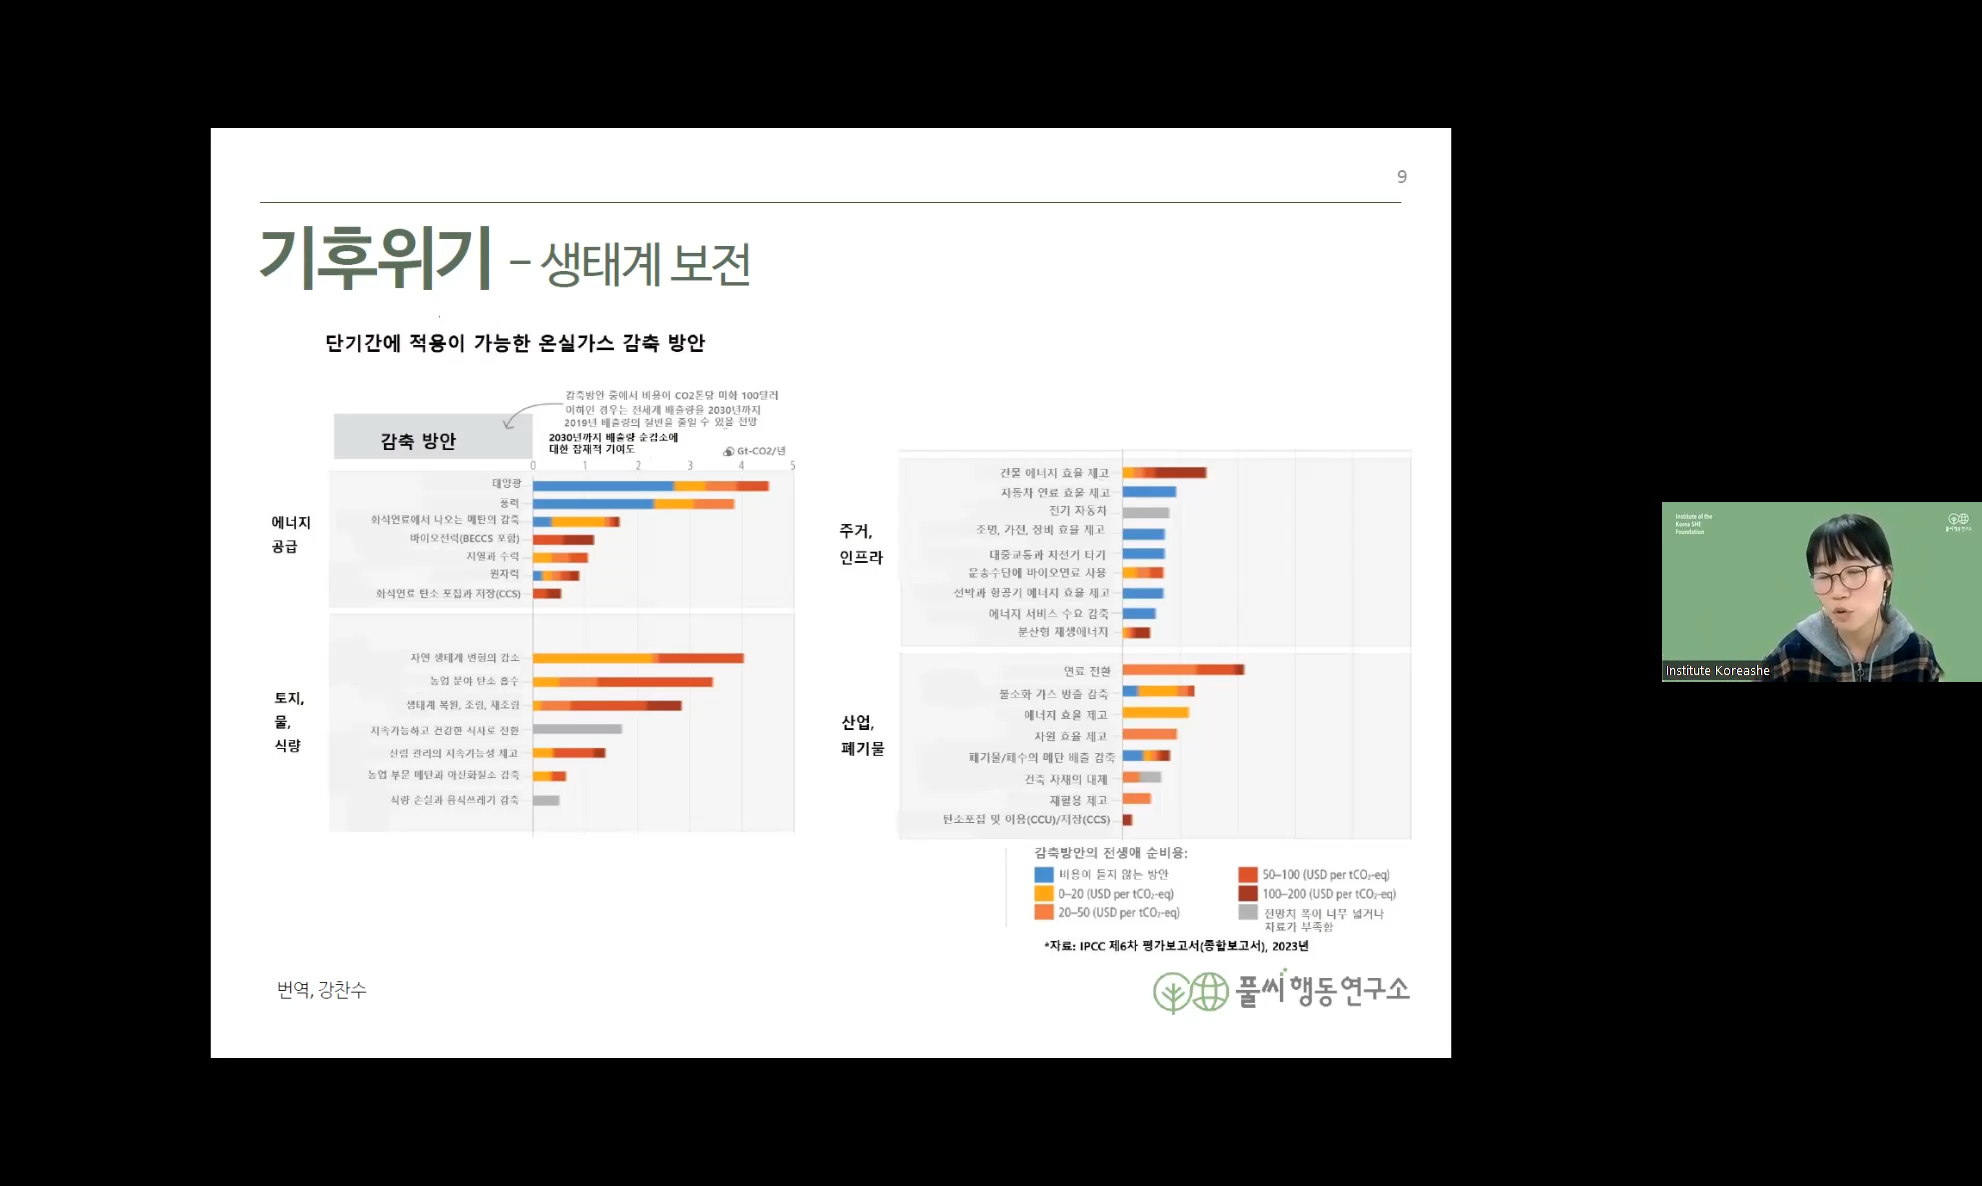 9
기후위기 – 생태계 보전
단기간에 적용이 가능한 온실가스 감축 방안
감축방안 중에서 비용이 CO2톤당 미화 100달러
이하인 경우는 전세계 배출량을 2030년까지
2019년 배출량의 절반을 줄일 수 있을 전망
감축 방안
2030년까지 배출량 순감소에
대한 잠재적 기여도
Gt-CO2/년
0 1 2 3 4 5
에너지
공급
태양광
풍력
화석연료에서 나오는 메탄의 감축
바이오전력(BECCS 포함)
지열과 수력
원자력
화석연료 탄소 포집과 저장(CCS)
토지,
물,
식량
자연 생태계 변형의 감소
농업 분야 탄소 흡수
생태계 복원, 조림, 재조림
지속가능하고 건강한 식사로 전환
산림 관리의 지속가능성 제고
농업 부문 메탄과 아산화질소 감축
식량 손실과 음식쓰레기 감축
주거,
인프라
건물 에너지 효율 제고
자동차 연료 효율 제고
전기 자동차
조명, 가전, 장비 효율 제고
대중교통과 자전거 타기
운송수단에 바이오연료 사용
선박과 항공기 에너지 효율 제고
에너지 서비스 수요 감축
분산형 재생에너지
산업,
폐기물
연료 전환
불소화 가스 방출 감축
에너지 효율 제고
자원 효율 제고
폐기물/폐수의 메탄 배출 감축
건축 자재의 대체
재활용 제고
탄소포집 및 이용(CCU)/저장(CCS)
감축방안의 전생애 순비용:
비용이 들지 않는 방안
0–20 (USD per tCO₂-eq)
20–50 (USD per tCO₂-eq)
50–100 (USD per tCO₂-eq)
100–200 (USD per tCO₂-eq)
전망치 폭이 너무 넓거나
자료가 부족함
*자료: IPCC 제6차 평가보고서(종합보고서), 2023년
번역, 강찬수
풀씨행동연구소
Institute of the
Korea SHE
Foundation
풀씨행동연구소
Institute Koreashe